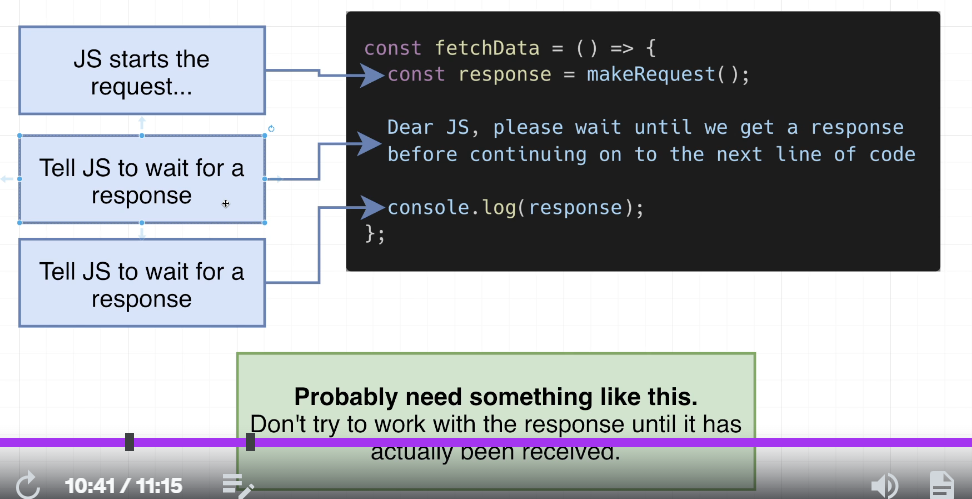 JS starts the
request...
Tell JS to wait for a
response
Tell JS to wait for a
response
const fetchData = () => {
const response = makeRequest();
Dear JS, please wait until we get a response
before continuing on to the next line of code
console.log(response);
};
Probably need something like this.
Don't try to work with the response until it has
actually been received.
10:41 / 11:15